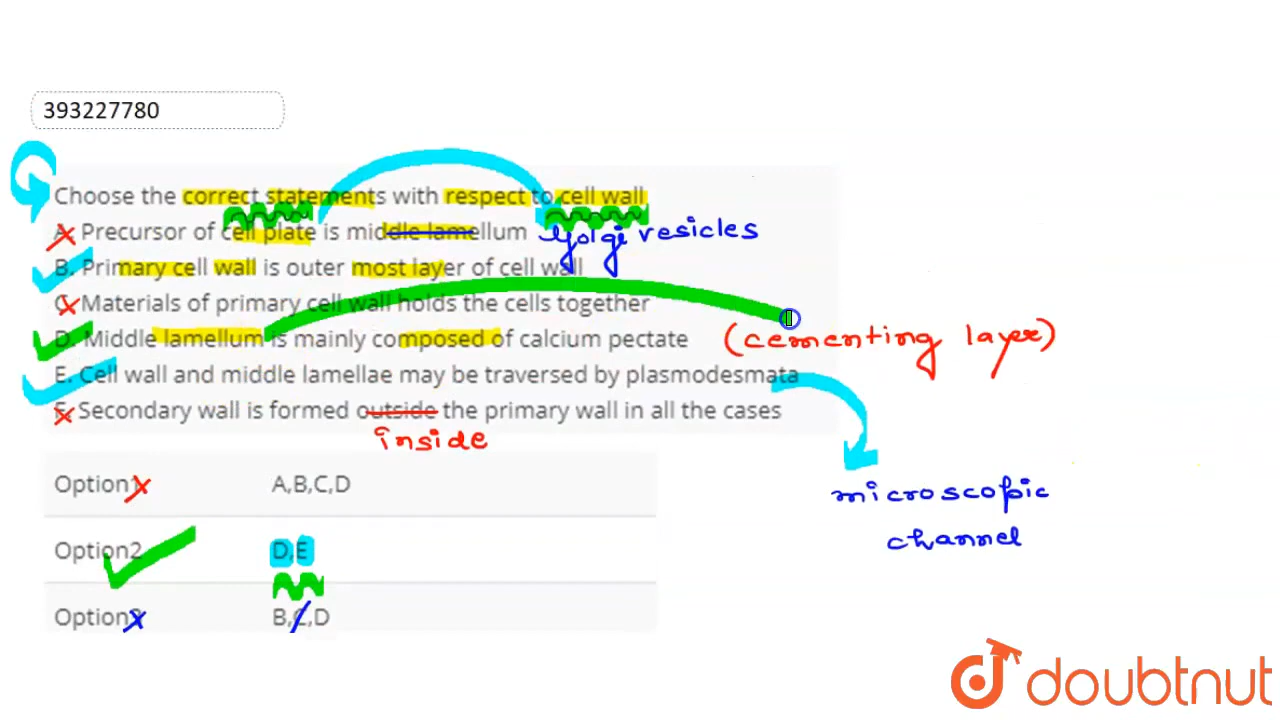 393227780
Choose the correct statements with respect to cell wall
A. Precursor of cell plate is middle lamellum Golgi vesicles
B. Primary cell wall is outer most layer of cell wall
C. Materials of primary cell wall holds the cells together
D. Middle lamellum is mainly composed of calcium pectate (cementing layer)
E. Cell wall and middle lamellae may be traversed by plasmodesmata
F. Secondary wall is formed outside the primary wall in all the cases
inside
Option1 A,B,C,D
microscopic
channel
Option2 D,E
Option3 B,C,D
doubtnut